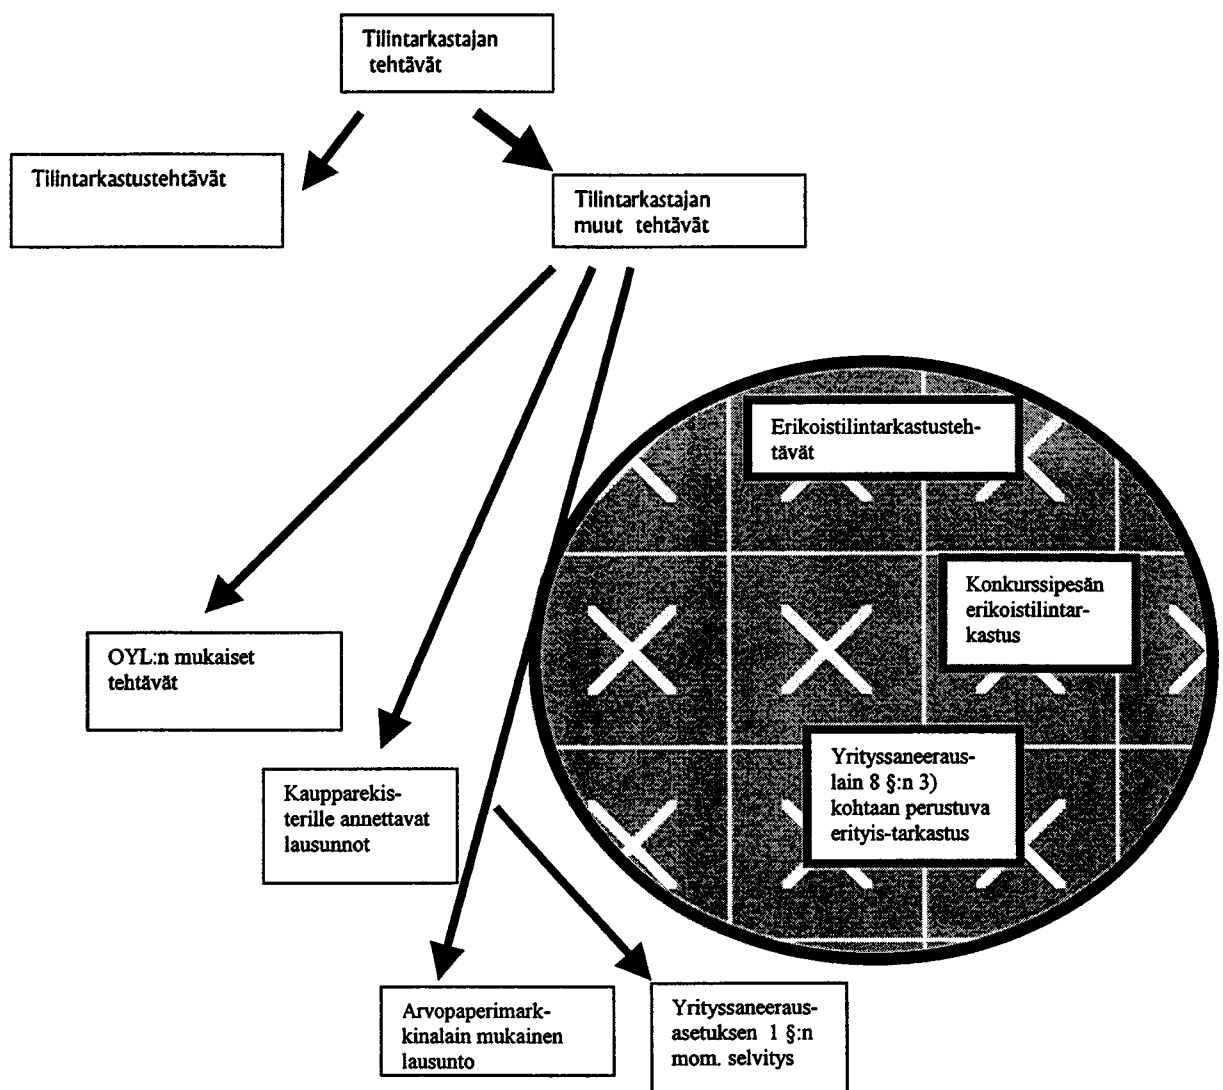 Tilintarkastajan
tehtävät
Tilintarkastustehtävät
Tilintarkastajan
muut tehtävät
Erikoistilintarkastusteh-
tävät
Konkurssipesän
erikoistilintar-
kastus
OYL:n mukaiset
tehtävät
Yrityssaneeraus-
lain 8 §:n 3)
kohtaan perustuva
erityis-tarkastus
Kaupparekis-
terille annettavat
lausunnot
Arvopaperimark-
kinalain mukainen
lausunto
Yrityssaneeraus-
asetuksen 1 §:n
mom. selvitys